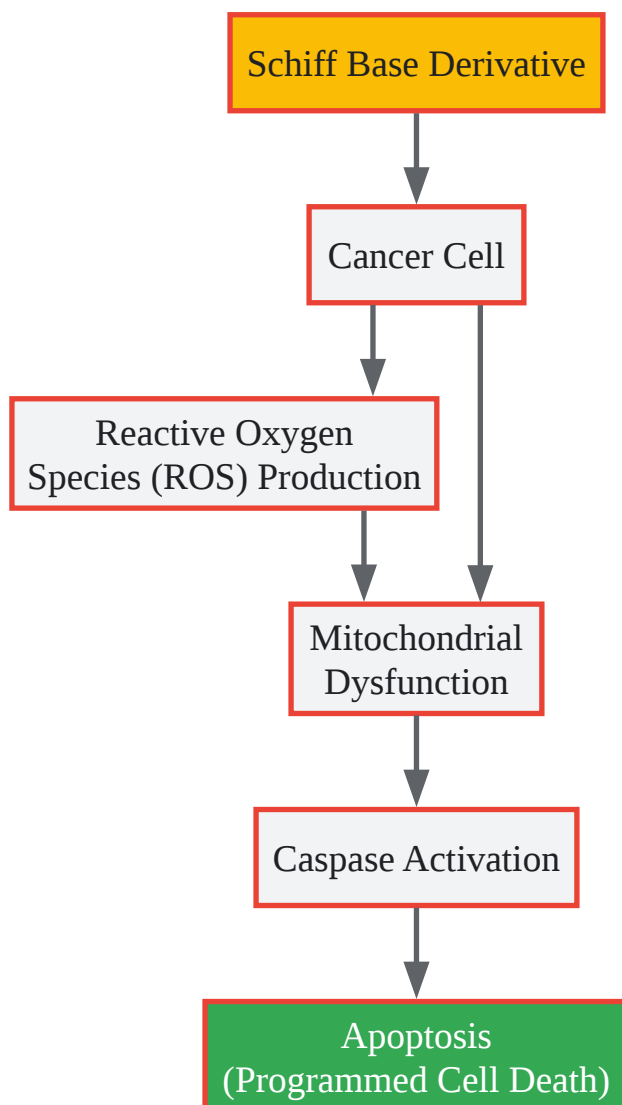 Schiff Base Derivative
Cancer Cell
Reactive Oxygen
Species (ROS) Production
Mitochondrial
Dysfunction
Caspase Activation
Apoptosis
(Programmed Cell Death)